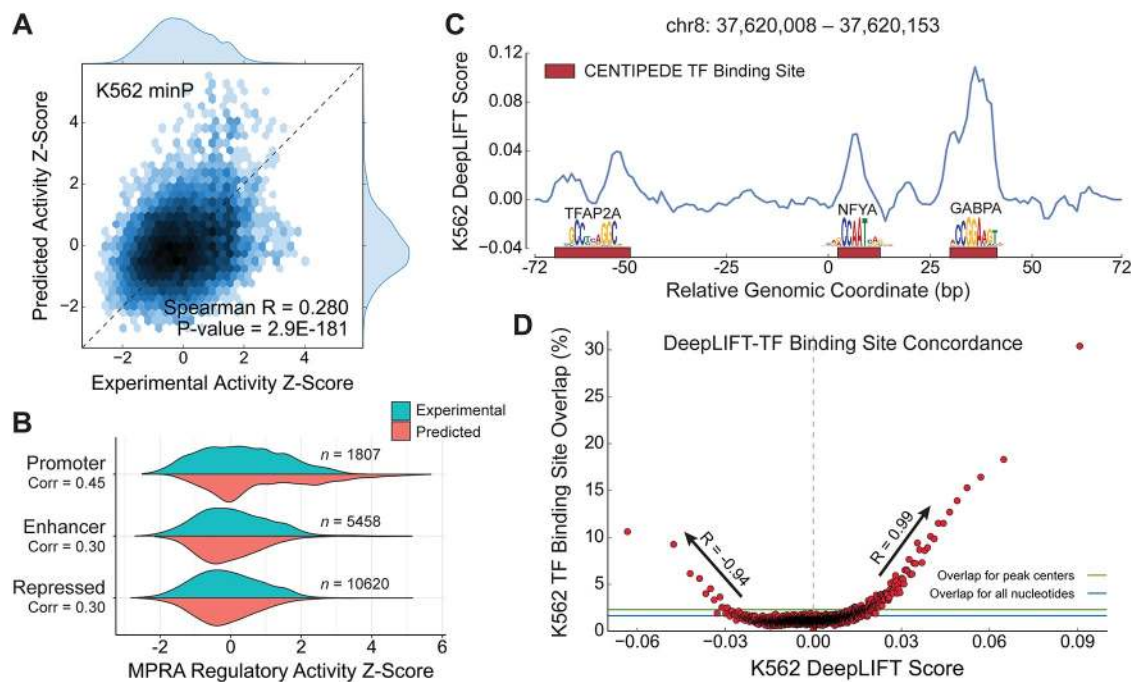 A
K562 minP
Predicted Activity Z-Score
4
2
0
−2
Spearman R = 0.280
P-value = 2.9E-181
−2
0
2
4
Experimental Activity Z-Score
B
Experimental
Predicted
Promoter
Corr = 0.45
n = 1807
Enhancer
Corr = 0.30
n = 5458
Repressed
Corr = 0.30
n = 10620
-2
0
2
4
6
MPRA Regulatory Activity Z-Score
C
chr8: 37,620,008 – 37,620,153
K562 DeepLIFT Score
0.12
0.08
0.04
0.00
−0.04
CENTIPEDE TF Binding Site
TFAP2A
NFYA
GABPA
-72
-50
0
30
50
72
Relative Genomic Coordinate (bp)
D
DeepLIFT-TF Binding Site Concordance
K562 TF Binding Site Overlap (%)
30
25
20
15
10
5
0
R = -0.94
R = 0.99
Overlap for peak centers
Overlap for all nucleotides
−0.06
−0.03
0.00
0.03
0.06
0.09
K562 DeepLIFT Score